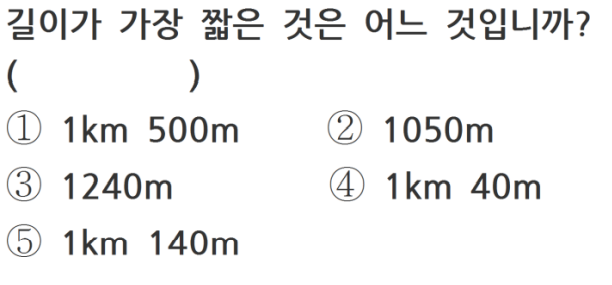 길이가 가장 짧은 것은 어느 것입니까?
(            )
① 1km 500m ② 1050m
③ 1240m ④ 1km 40m
⑤ 1km 140m